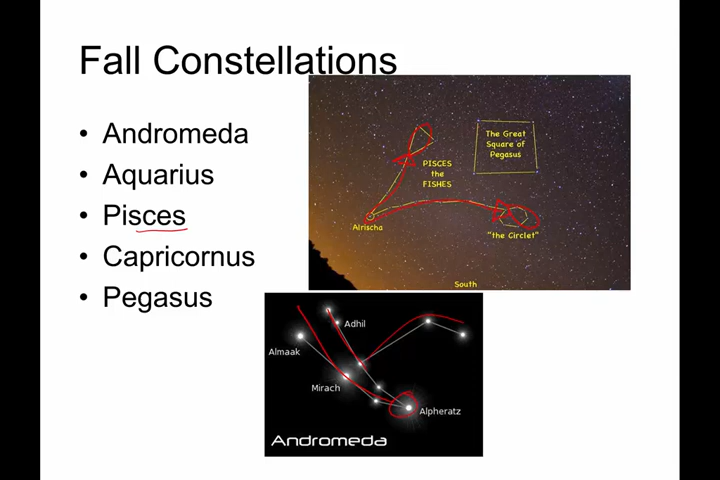 Fall Constellations
• Andromeda
• Aquarius
• Pisces
• Capricornus
• Pegasus
The Great
Square of
Pegasus
PISCES
the
FISHES
Alrischa
"the Circlet"
South
Adhil
Almaak
Mirach
Alpheratz
Andromeda